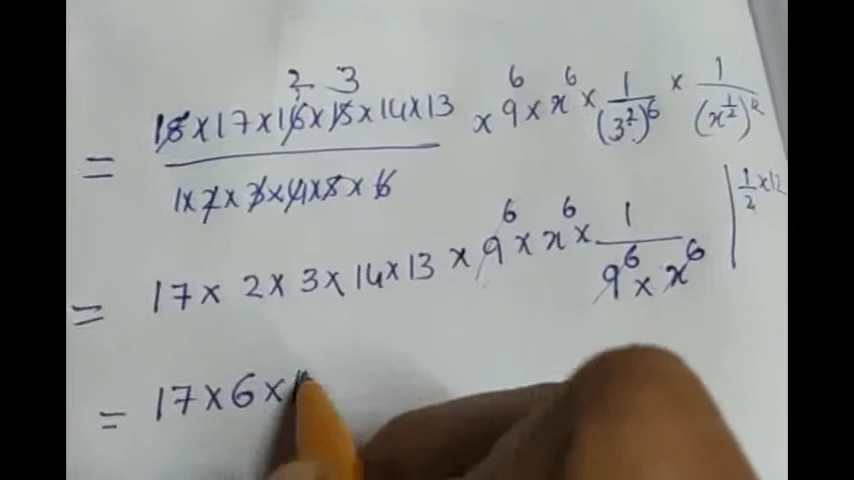 2 3
= 18×17×16×15×14×13 / 1×2×3×4×5×6 × 9^6 × x^6 × 1/(3^2)^6 × 1/(x^{1/2})^12
= 17× 2× 3× 14×13 × 9^6 × x^6 × 1/9^6 × x^6 | 1/2 ×12
= 17×6×